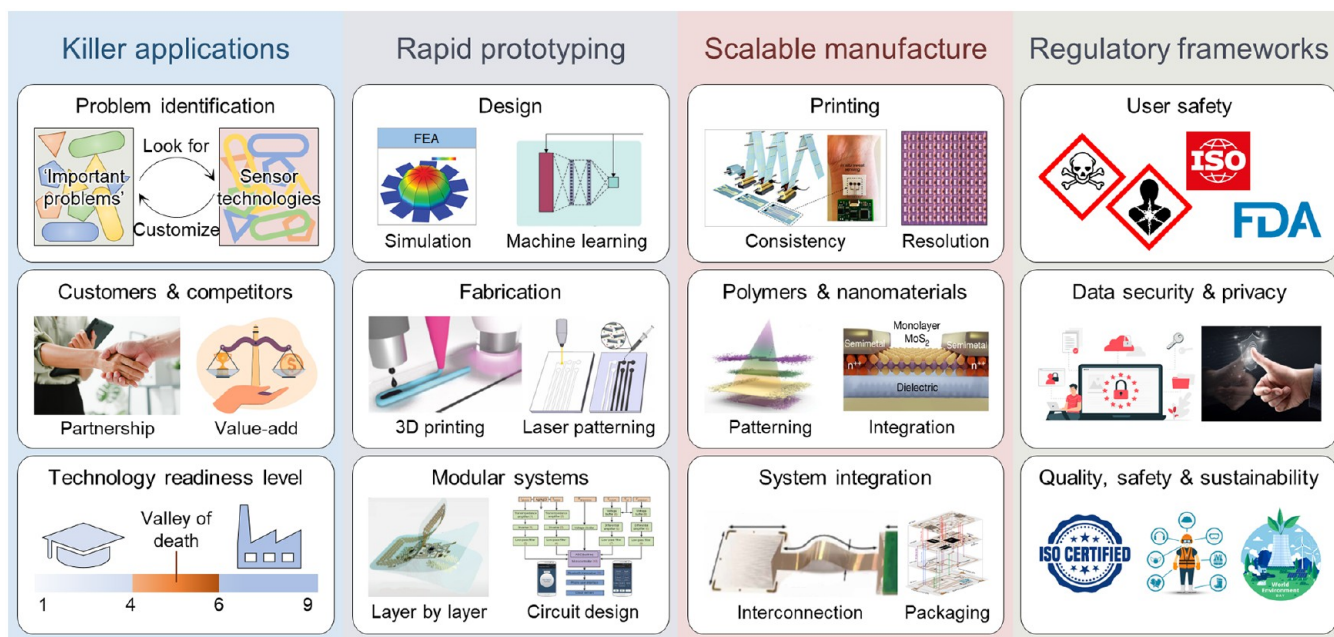 Killer applications
Rapid prototyping
Scalable manufacture
Regulatory frameworks
Problem identification
'Important
problems'
Look for
Customize
Sensor
technologies
Design
FEA
Simulation
Machine learning
Printing
Consistency
Resolution
User safety
ISO
FDA
Customers & competitors
Partnership
Value-add
Fabrication
3D printing
Laser patterning
Polymers & nanomaterials
Patterning
Monolayer
MoS₂
Semimetal
Semimetal
n⁺⁺
n⁺⁺
Dielectric
Integration
Data security & privacy
Technology readiness level
Valley of
death
1
4
6
9
Modular systems
Layer by layer
Circuit design
System integration
Interconnection
Packaging
Quality, safety & sustainability
ISO CERTIFIED
World
Environment